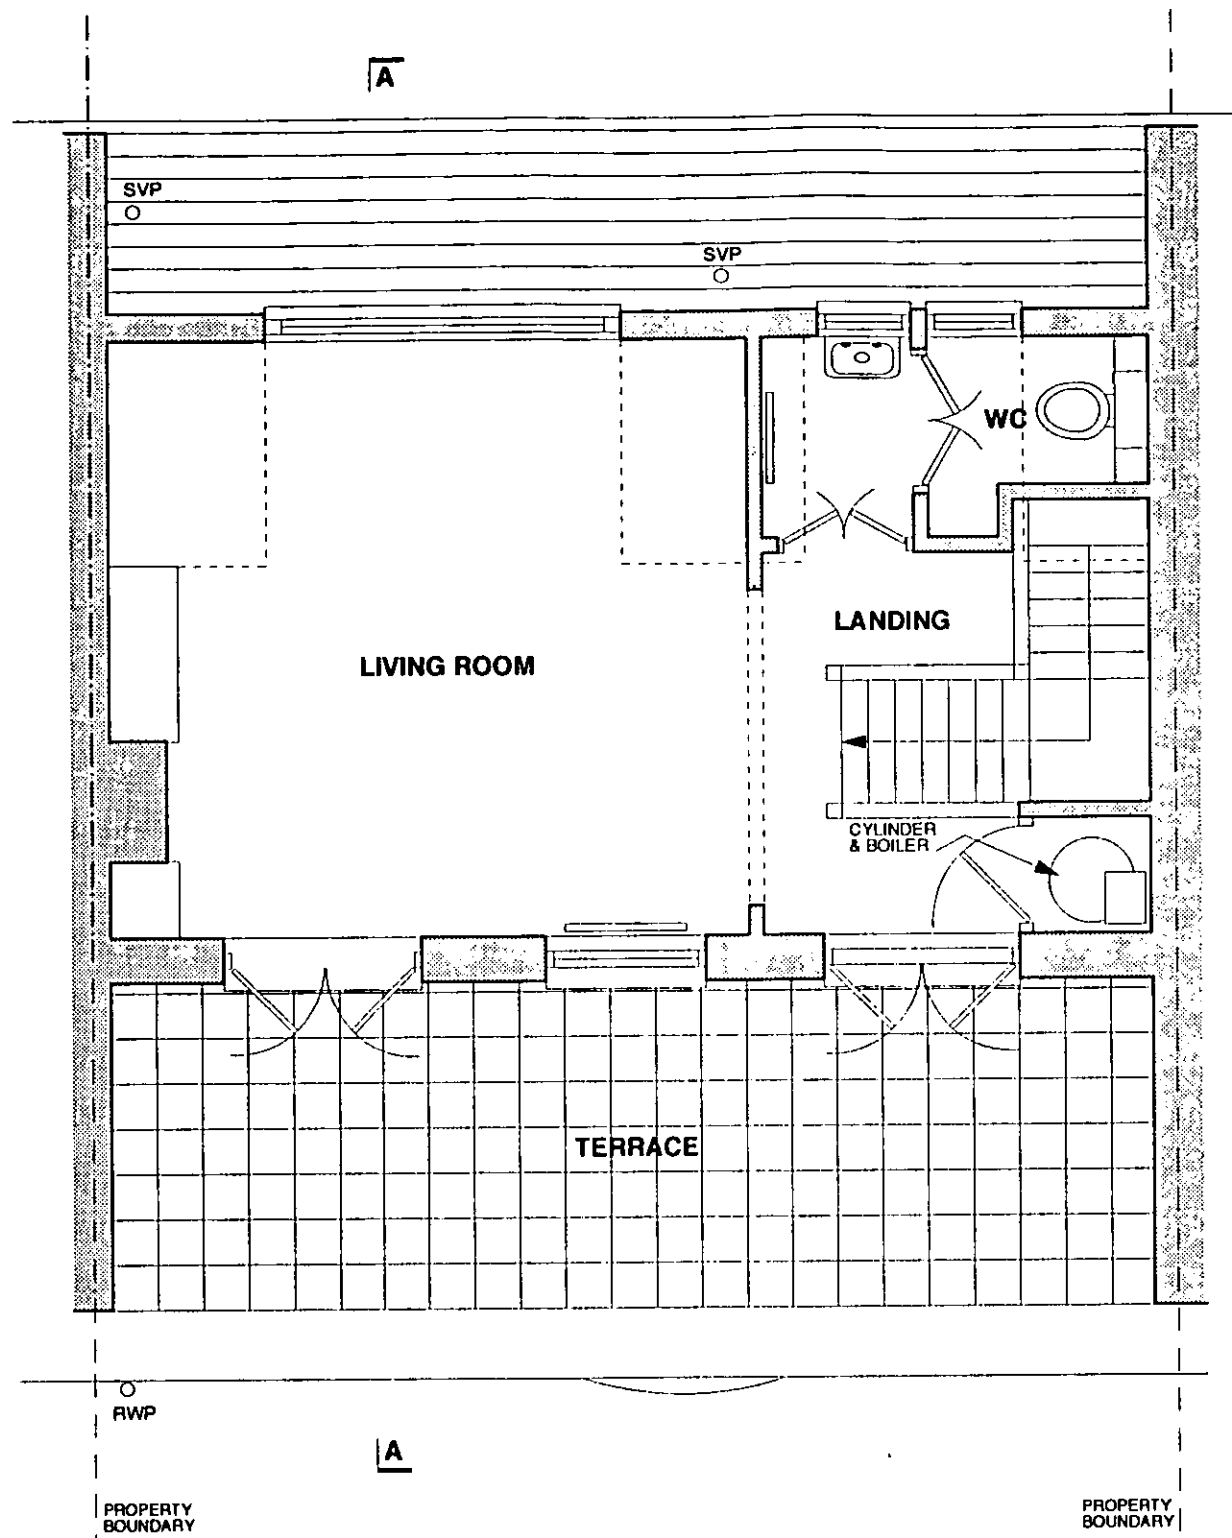 A
SVP
SVP
WC
LANDING
LIVING ROOM
CYLINDER
& BOILER
TERRACE
RWP
A
PROPERTY
BOUNDARY
PROPERTY
BOUNDARY